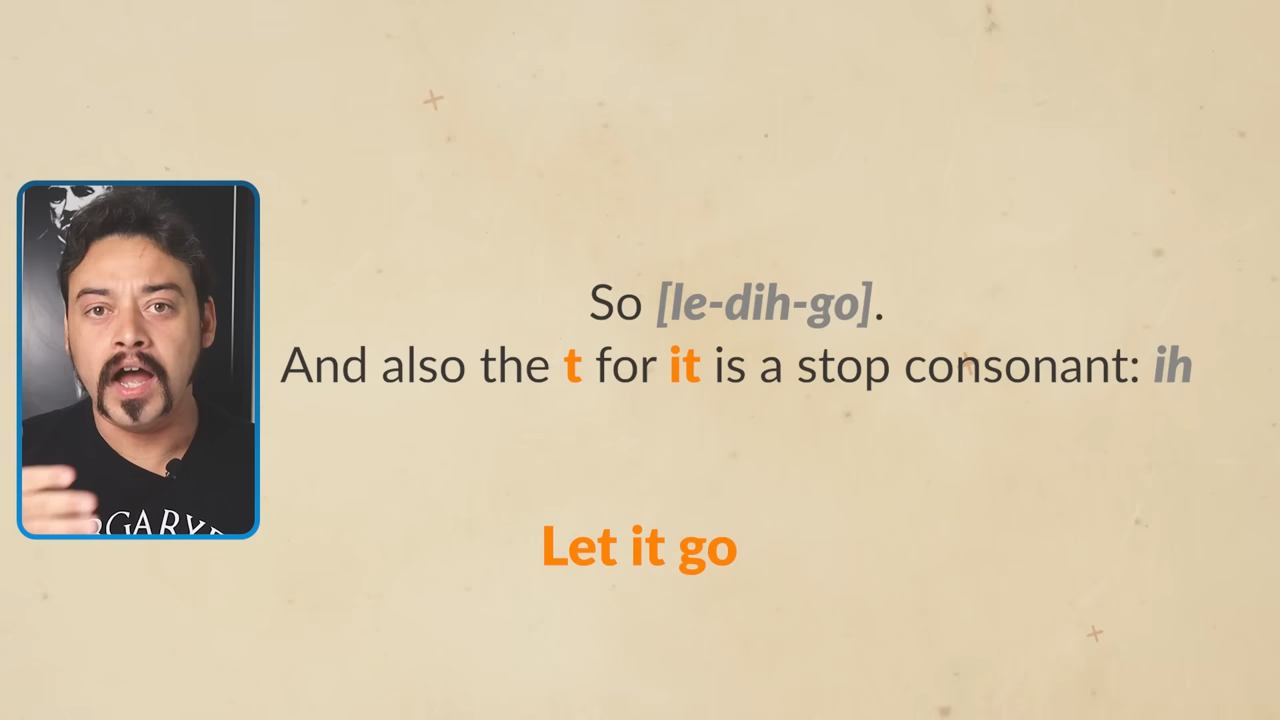 So [le-dih-go].
And also the t for it is a stop consonant: ih
Let it go